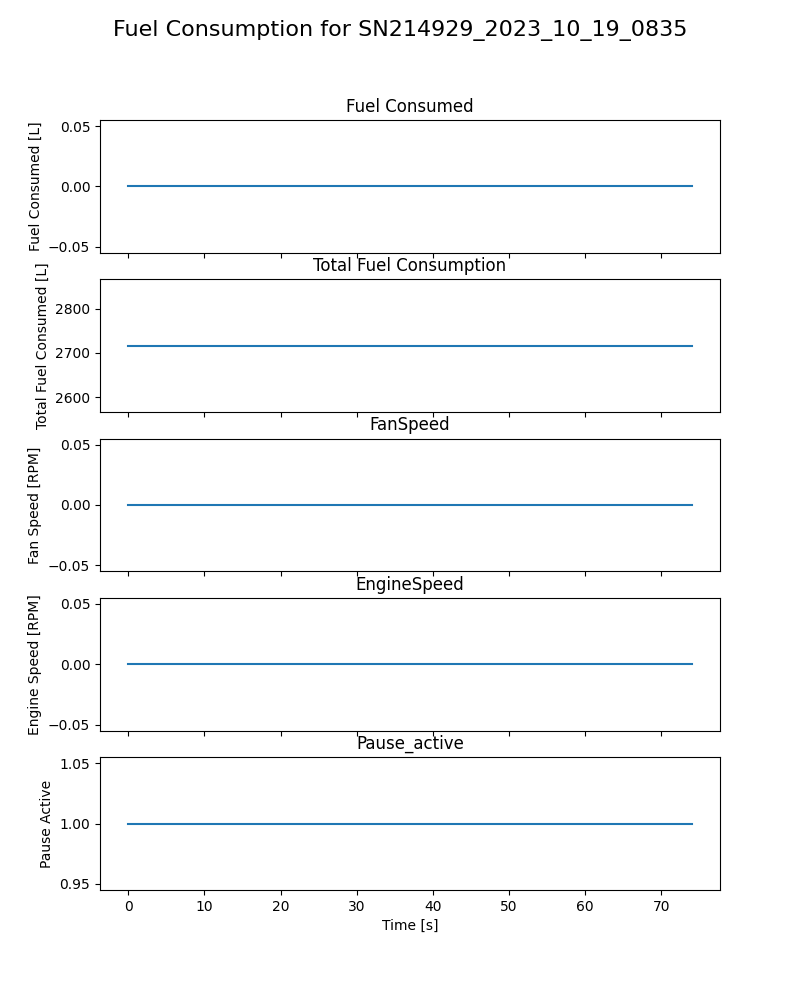 Fuel Consumption for SN214929_2023_10_19_0835
Fuel Consumed
Fuel Consumed [L]
0.05
0.00
−0.05
Total Fuel Consumption
Total Fuel Consumed [L]
2800
2700
2600
FanSpeed
Fan Speed [RPM]
0.05
0.00
−0.05
EngineSpeed
Engine Speed [RPM]
0.05
0.00
−0.05
Pause_active
Pause Active
1.05
1.00
0.95
0 10 20 30 40 50 60 70
Time [s]